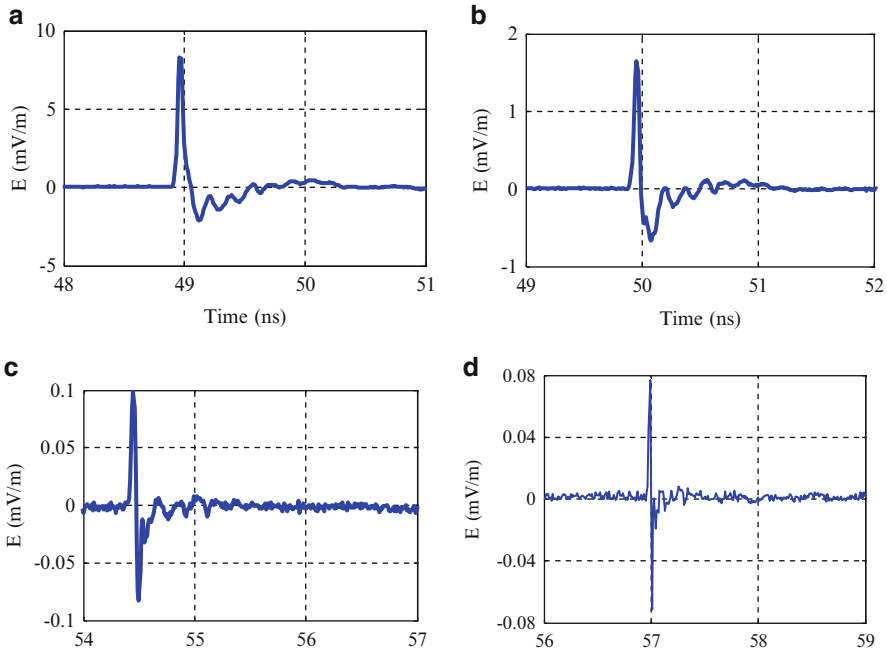 a
10
5
0
-5
E (mV/m)
48 49 50 51
Time (ns)
b
2
1
0
-1
E (mV/m)
49 50 51 52
Time (ns)
c
0.1
0.05
0
-0.05
-0.1
E (mV/m)
54 55 56 57
d
0.08
0.04
0
-0.04
-0.08
E (mV/m)
56 57 58 59